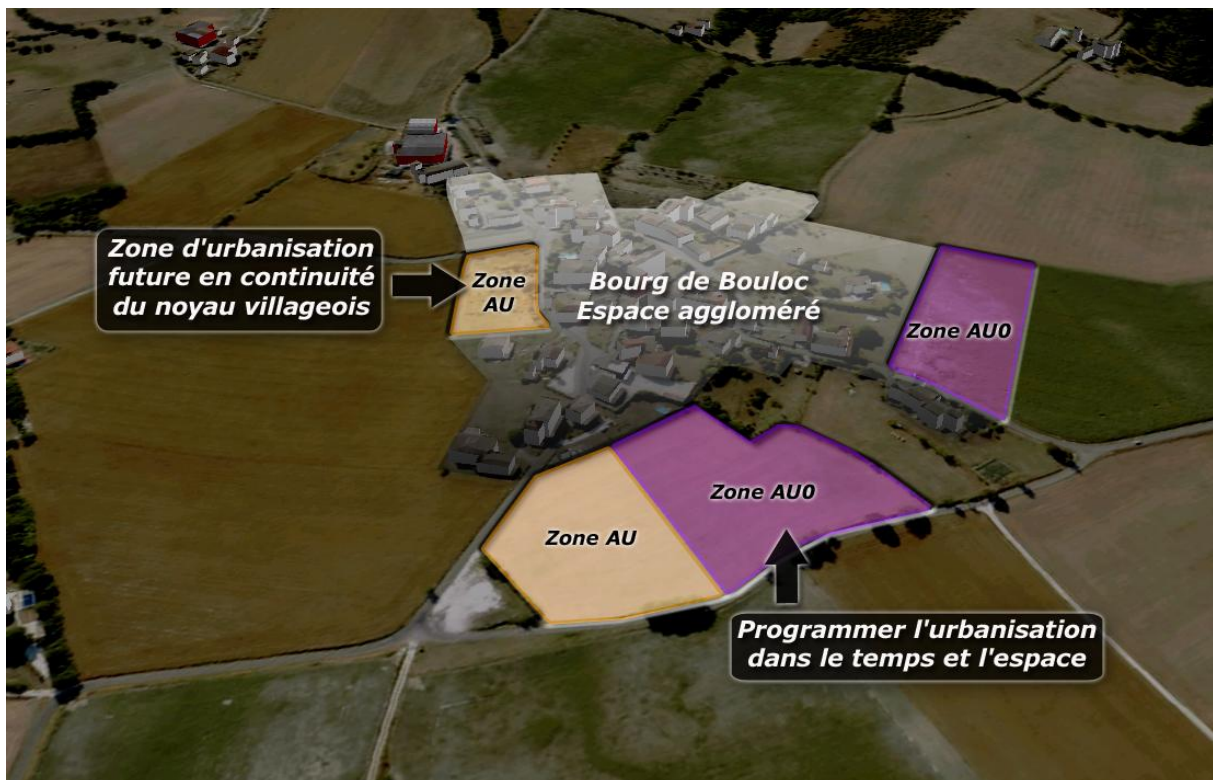 Zone d'urbanisation
future en continuité
du noyau villageois
Zone
AU
Bourg de Bouloc
Espace aggloméré
Zone AU0
Zone AU0
Zone AU
Programmer l'urbanisation
dans le temps et l'espace